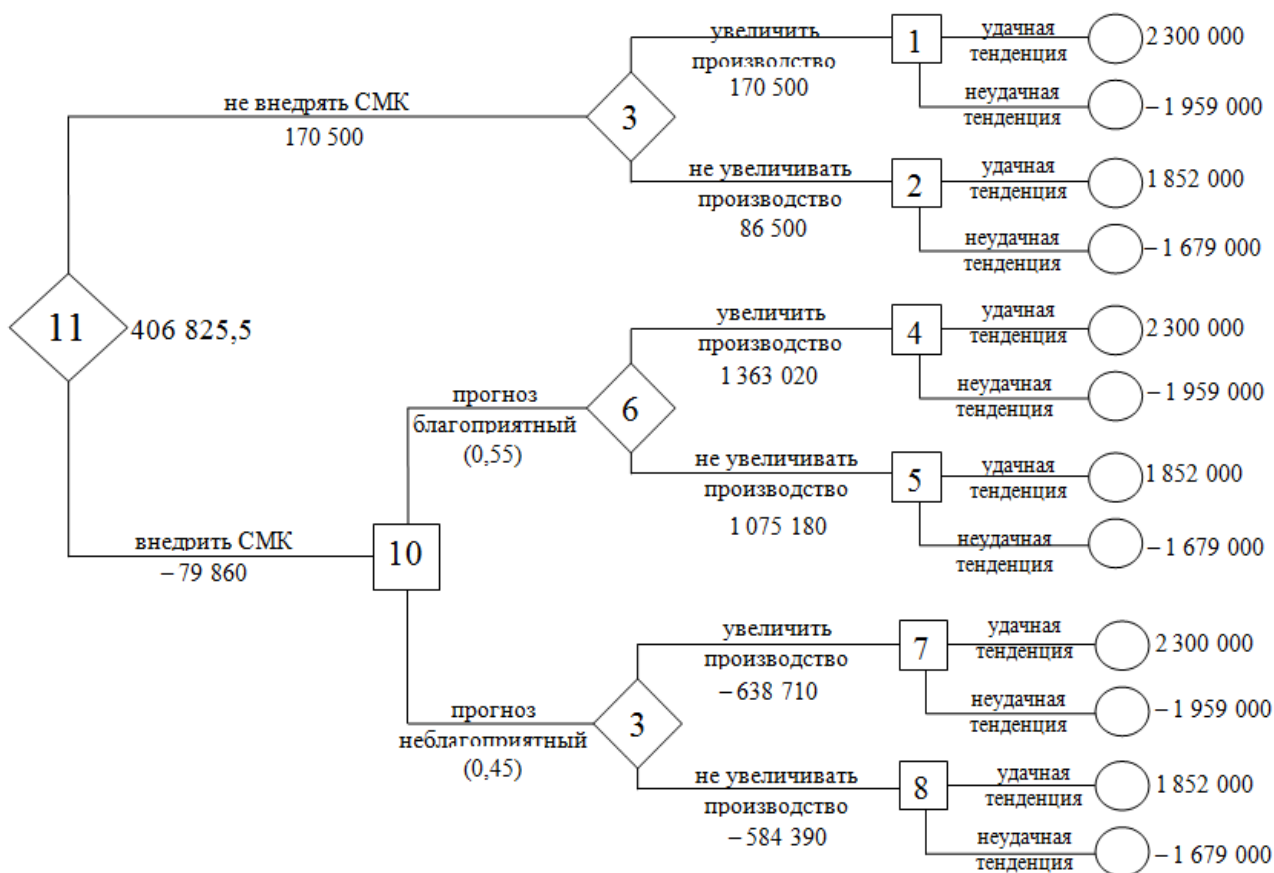 увеличить
производство
170 500
1
удачная
тенденция
2 300 000
неудачная
тенденция
– 1 959 000
не внедрять СМК
170 500
3
не увеличивать
производство
86 500
2
удачная
тенденция
1 852 000
неудачная
тенденция
– 1 679 000
11
406 825,5
увеличить
производство
1 363 020
4
удачная
тенденция
2 300 000
неудачная
тенденция
– 1 959 000
прогноз
благоприятный
(0,55)
6
не увеличивать
производство
1 075 180
5
удачная
тенденция
1 852 000
неудачная
тенденция
– 1 679 000
внедрить СМК
– 79 860
10
увеличить
производство
– 638 710
7
удачная
тенденция
2 300 000
неудачная
тенденция
– 1 959 000
прогноз
неблагоприятный
(0,45)
3
не увеличивать
производство
– 584 390
8
удачная
тенденция
1 852 000
неудачная
тенденция
– 1 679 000